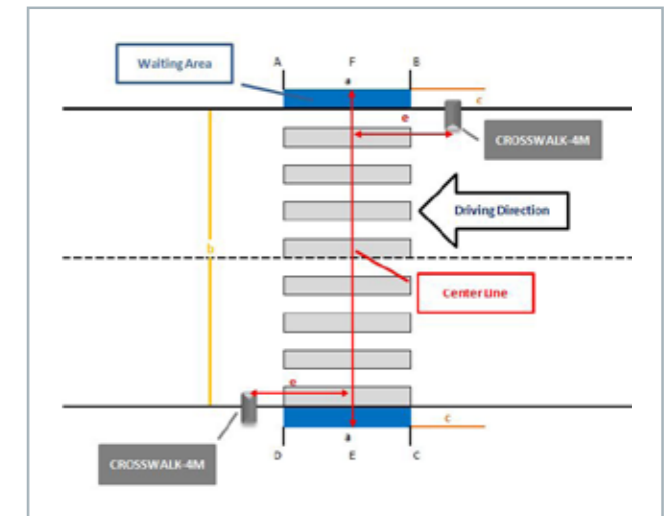 A F B
Waiting Area
a
c
e
CROSSWALK-4M
Driving Direction
b
Center Line
e
c
CROSSWALK-4M
a
D E C